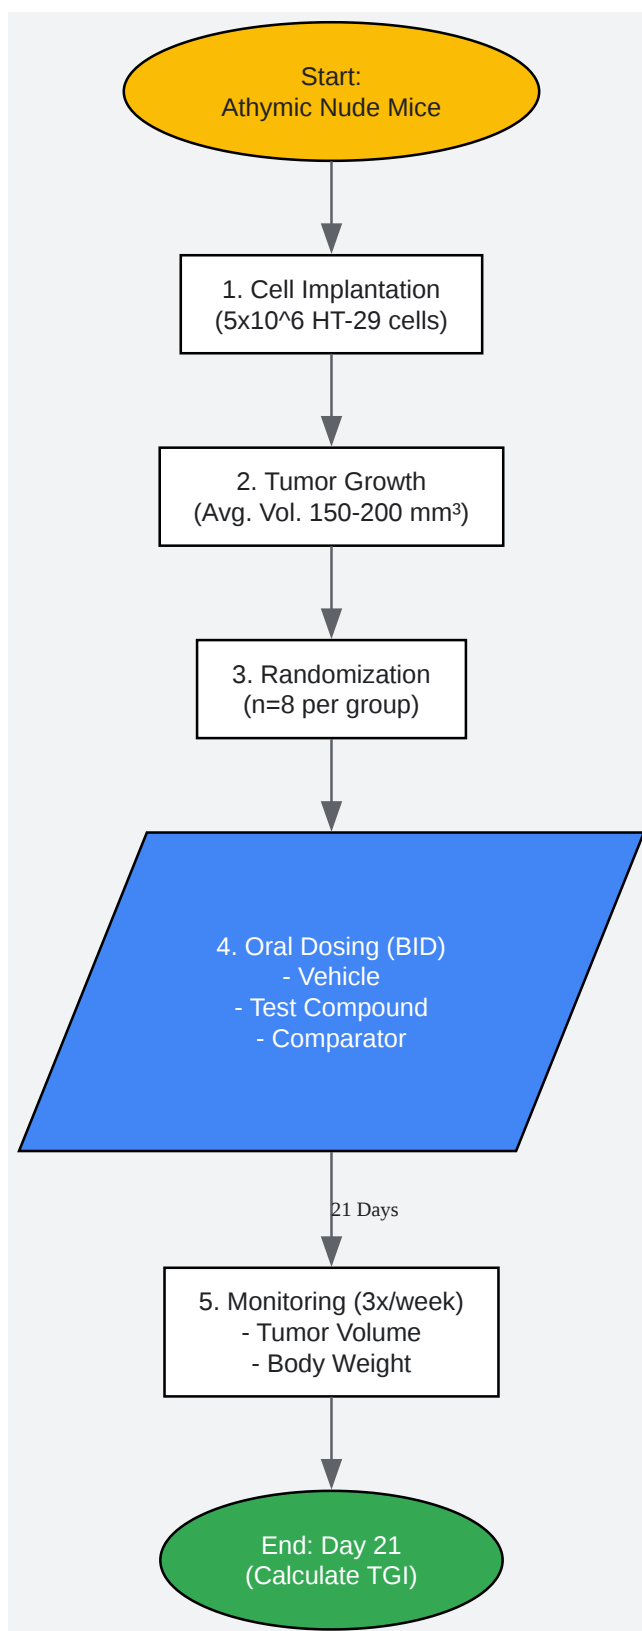 Start:
Athymic Nude Mice
1. Cell Implantation
(5x10^6 HT-29 cells)
2. Tumor Growth
(Avg. Vol. 150-200 mm³)
3. Randomization
(n=8 per group)
4. Oral Dosing (BID)
- Vehicle
- Test Compound
- Comparator
21 Days
5. Monitoring (3x/week)
- Tumor Volume
- Body Weight
End: Day 21
(Calculate TGI)